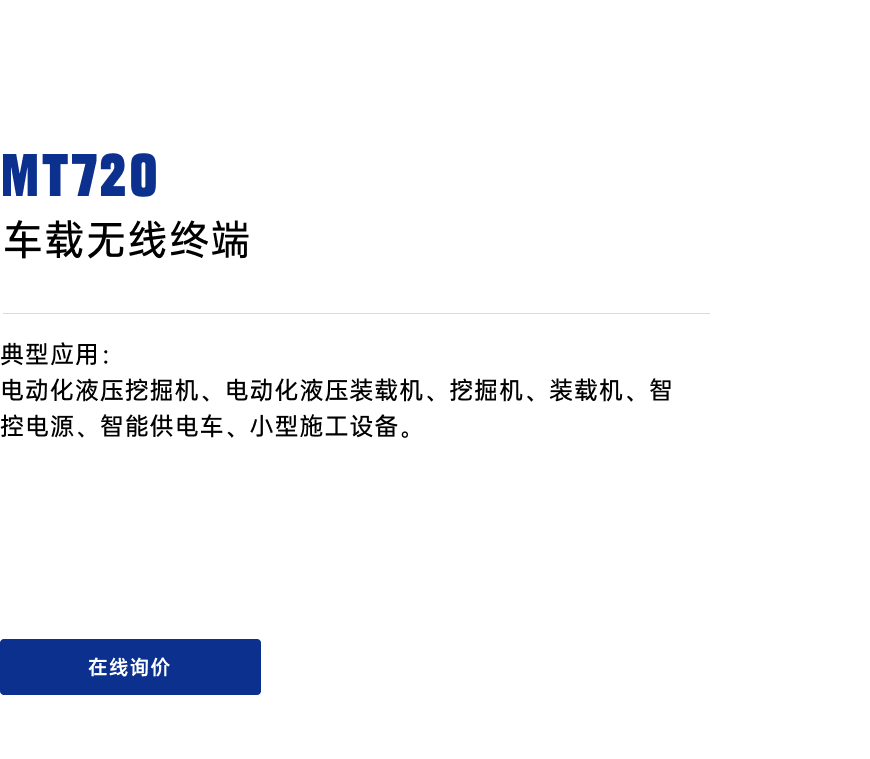 MT720
车载无线终端
典型应用：
电动化液压挖掘机、电动化液压装载机、挖掘机、装载机、智
控电源、智能供电车、小型施工设备。
在线询价